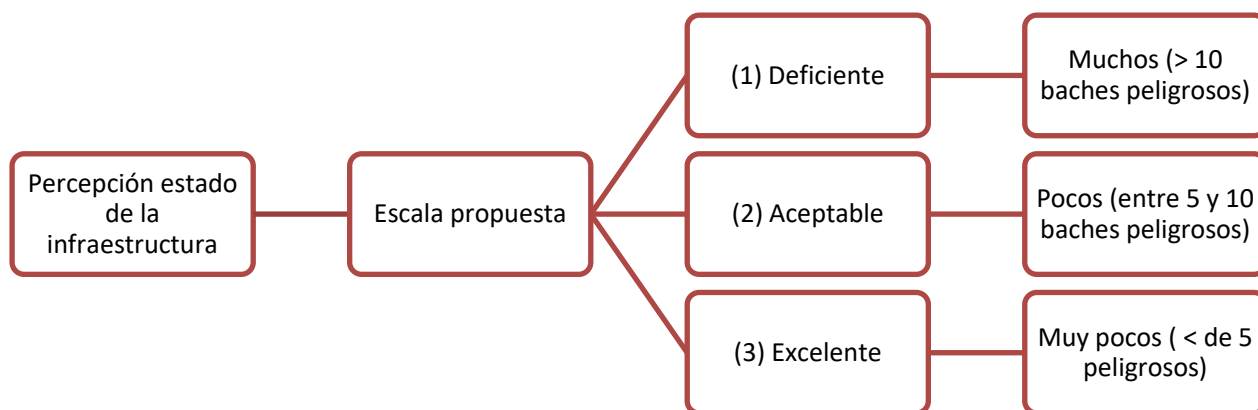 Percepción estado
de la
infraestructura
Escala propuesta
(1) Deficiente
Muchos (> 10
baches peligrosos)
(2) Aceptable
Pocos (entre 5 y 10
baches peligrosos)
(3) Excelente
Muy pocos ( < de 5
peligrosos)